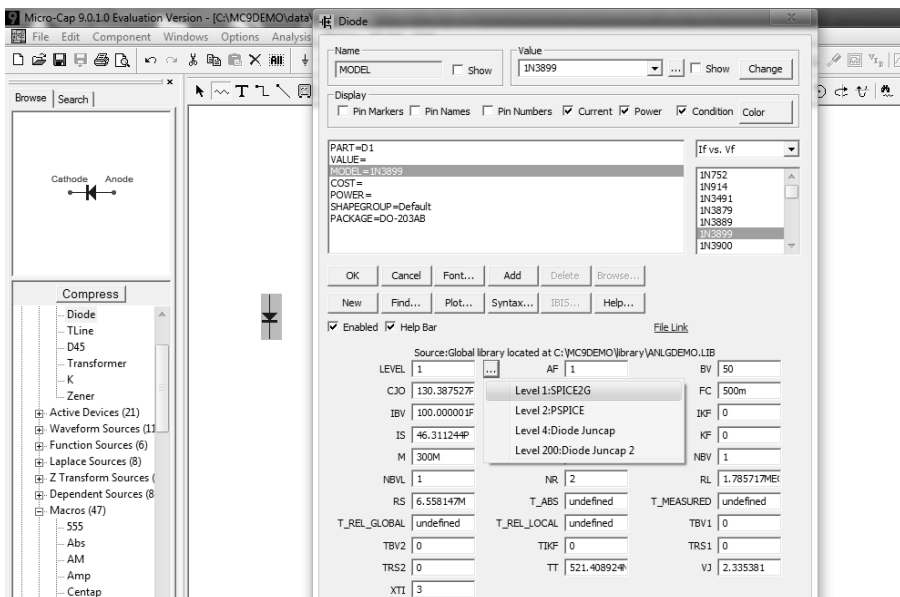 Micro-Cap 9.0.1.0 Evaluation Version - [C:\MC9DEMO\data\
File Edit Component Windows Options Analysis
Browse Search
Cathode Anode
Compress
Diode
TLine
D45
Transformer
K
Zener
Active Devices (21)
Waveform Sources (11
Function Sources (6)
Laplace Sources (8)
Z Transform Sources (
Dependent Sources (8
Macros (47)
555
Abs
AM
Amp
Centap
Diode
Name
MODEL Show
Value
1N3899 ... Show Change
Display
Pin Markers Pin Names Pin Numbers Current Power Condition Color
PART=D1
VALUE=
MODEL=1N3899
COST=
POWER=
SHAPEGROUP=Default
PACKAGE=DO-203AB
If vs. Vf
1N752
1N914
1N3491
1N3879
1N3889
1N3899
1N3900
OK Cancel Font... Add Delete Browse...
New Find... Plot... Syntax... IBIS... Help...
Enabled Help Bar File Link
Source:Global library located at C:\MC9DEMO\library\ANLGDEMO.LIB
LEVEL 1 ... AF 1 BV 50
CJO 130.387527P Level 1:SPICE2G FC 500m
IBV 100.000001F Level 2:PSPICE IKF 0
IS 46.311244P Level 4:Diode Juncap KF 0
M 300M Level 200:Diode Juncap 2 NBV 1
NBVL 1 NR 2 RL 1.785717ME
RS 6.558147M T_ABS undefined T_MEASURED undefined
T_REL_GLOBAL undefined T_REL_LOCAL undefined TBV1 0
TBV2 0 TIKF 0 TRS1 0
TRS2 0 TT 521.408924N VJ 2.335381
XTI 3